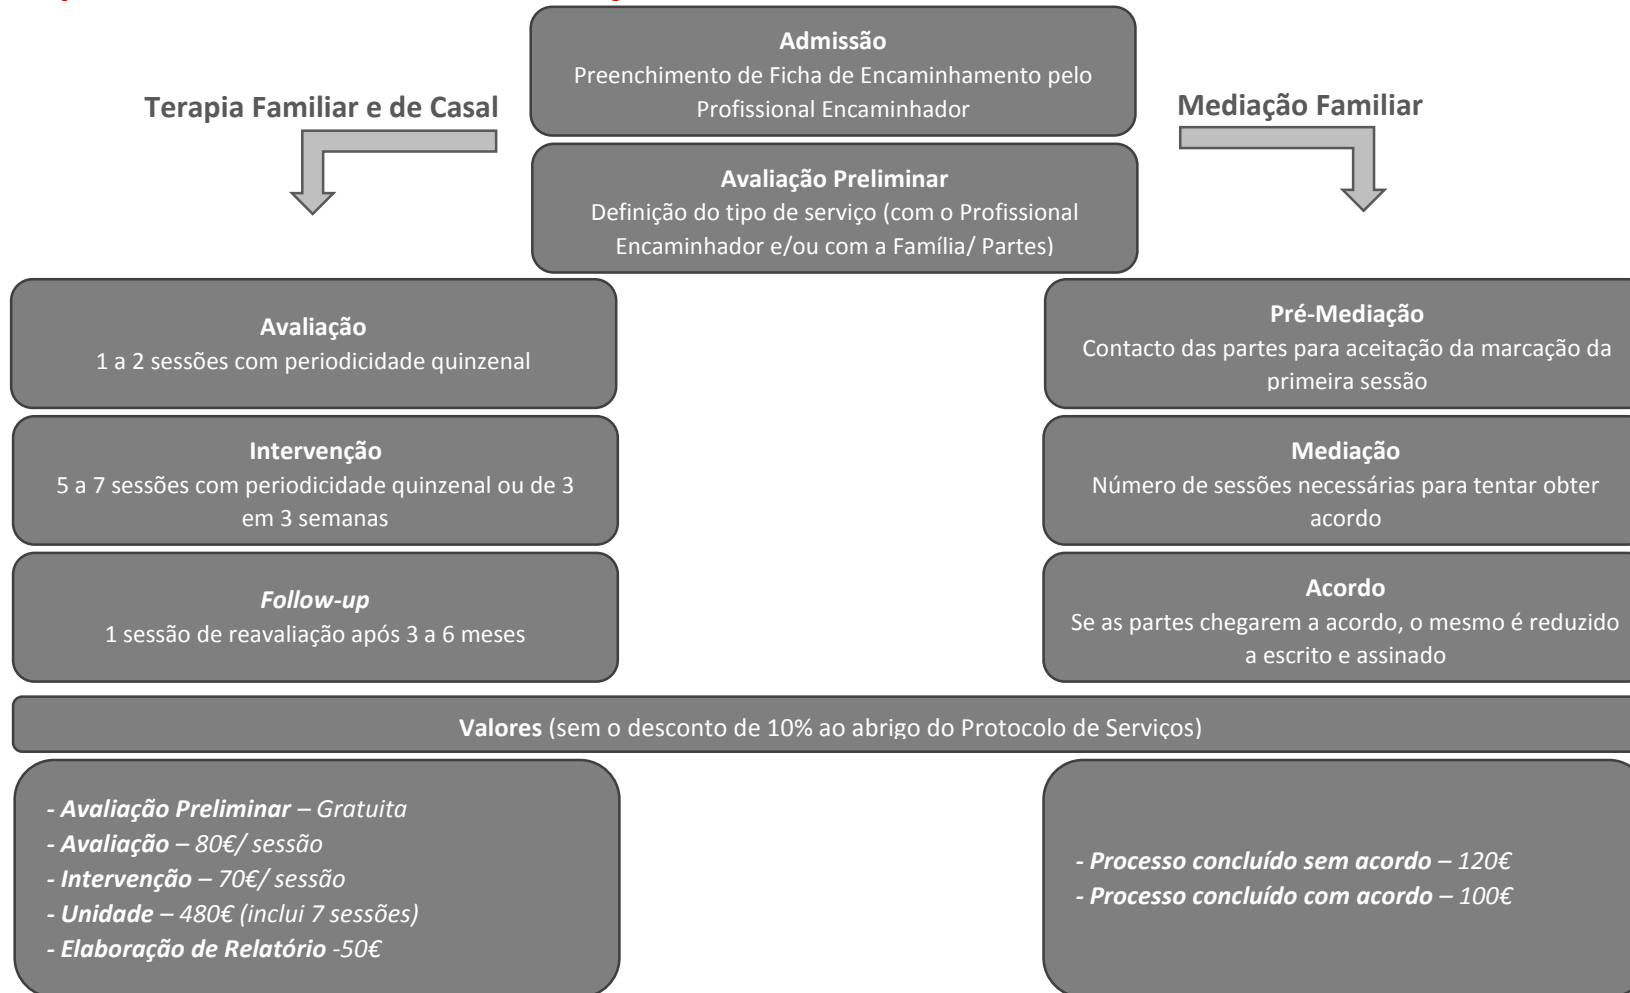 Admissão
Preenchimento de Ficha de Encaminhamento pelo
Profissional Encaminhador
Terapia Familiar e de Casal
Mediação Familiar
Avaliação Preliminar
Definição do tipo de serviço (com o Profissional
Encaminhador e/ou com a Família/ Partes)
Avaliação
1 a 2 sessões com periodicidade quinzenal
Intervenção
5 a 7 sessões com periodicidade quinzenal ou de 3
em 3 semanas
Follow-up
1 sessão de reavaliação após 3 a 6 meses
Pré-Mediação
Contacto das partes para aceitação da marcação da
primeira sessão
Mediação
Número de sessões necessárias para tentar obter
acordo
Acordo
Se as partes chegarem a acordo, o mesmo é reduzido
a escrito e assinado
Valores (sem o desconto de 10% ao abrigo do Protocolo de Serviços)
- Avaliação Preliminar – Gratuita
- Avaliação – 80€/ sessão
- Intervenção – 70€/ sessão
- Unidade – 480€ (inclui 7 sessões)
- Elaboração de Relatório -50€
- Processo concluído sem acordo – 120€
- Processo concluído com acordo – 100€